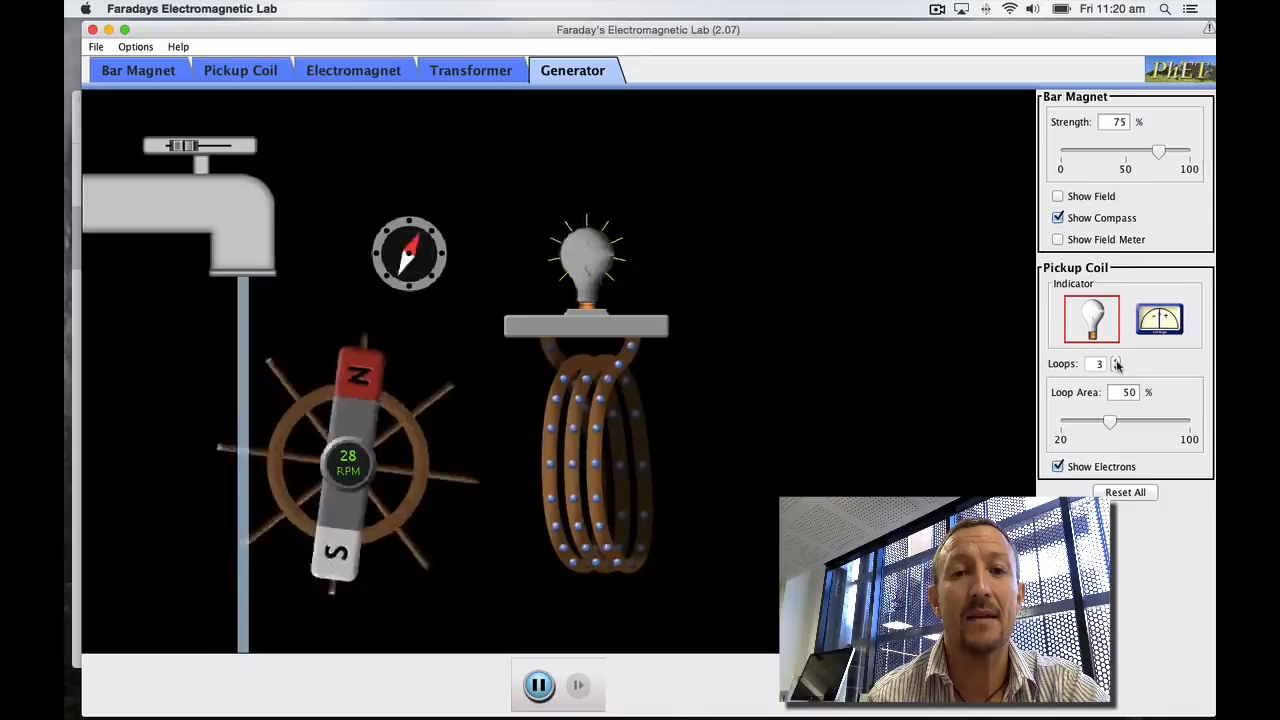 Faradays Electromagnetic Lab
Fri 11:20 am
Faraday's Electromagnetic Lab (2.07)
File Options Help
Bar Magnet Pickup Coil Electromagnet Transformer Generator
PhET
Bar Magnet
Strength: 75 %
0 50 100
Show Field
Show Compass
Show Field Meter
Pickup Coil
Indicator
Loops: 3
Loop Area: 50 %
20 100
Show Electrons
Reset All
N
28
RPM
S